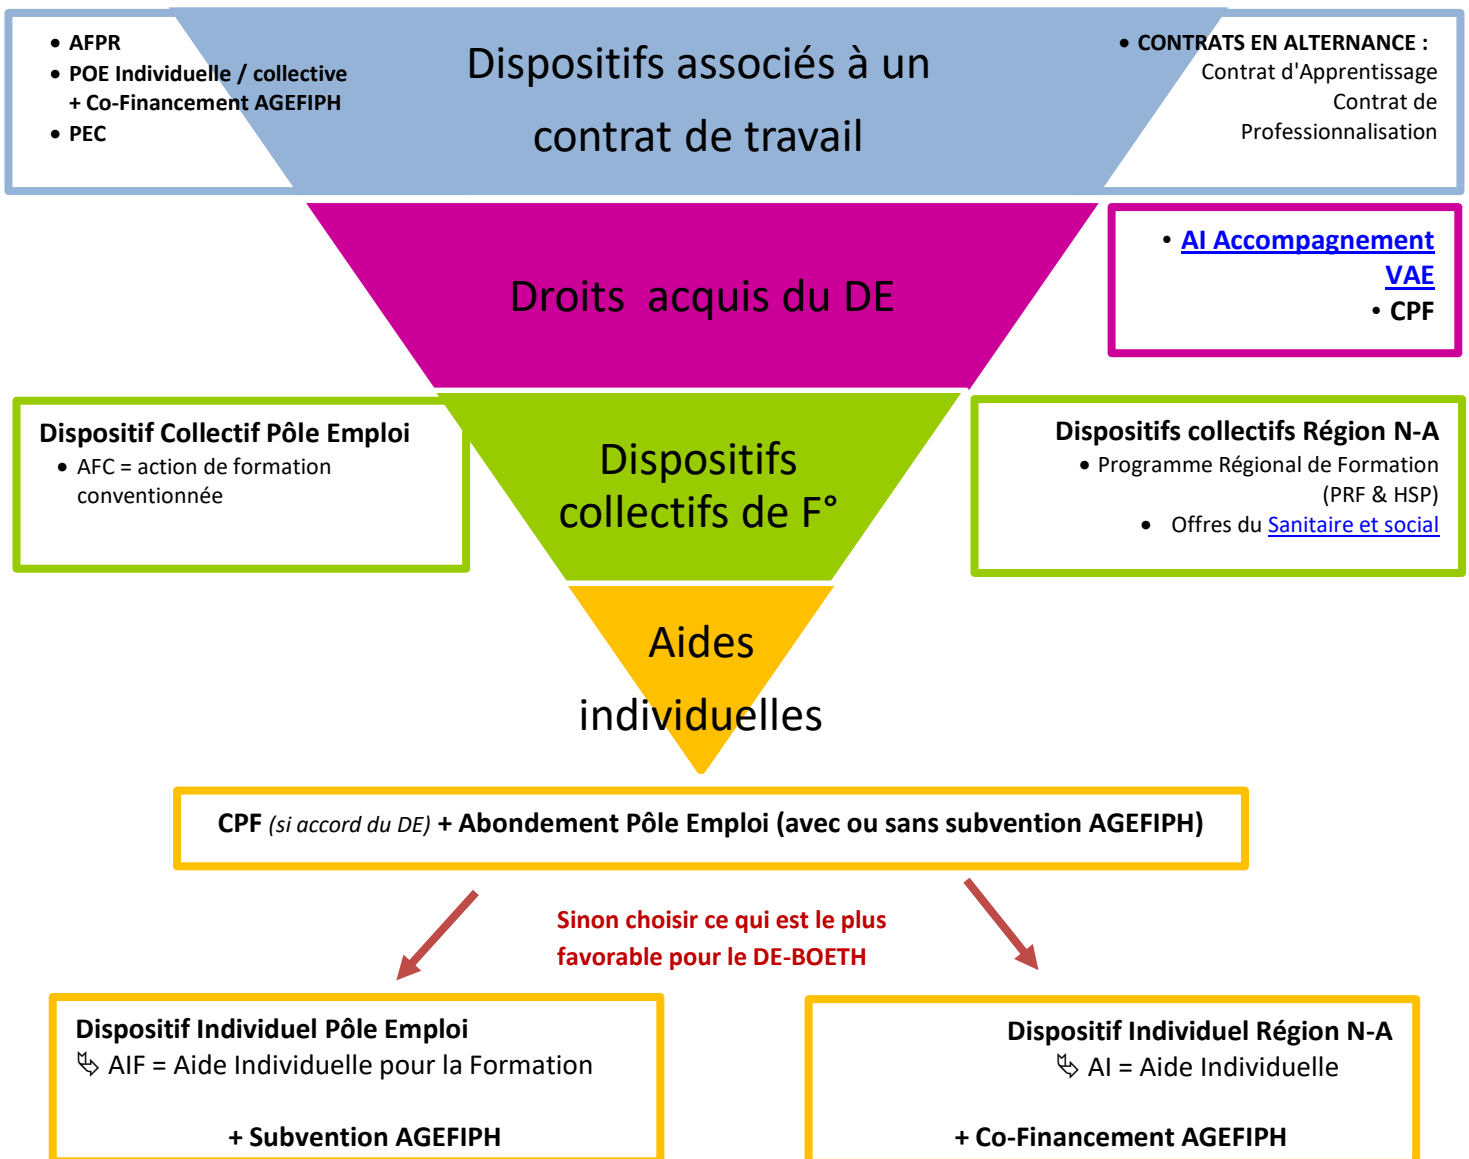 • AFPR
• POE Individuelle / collective
+ Co-Financement AGEFIPH
• PEC
Dispositifs associés à un
contrat de travail
• CONTRATS EN ALTERNANCE :
Contrat d'Apprentissage
Contrat de
Professionnalisation
Droits acquis du DE
• AI Accompagnement
VAE
• CPF
Dispositif Collectif Pôle Emploi
• AFC = action de formation
conventionnée
Dispositifs
collectifs de F°
Dispositifs collectifs Région N-A
• Programme Régional de Formation
(PRF & HSP)
• Offres du Sanitaire et social
Aides
individuelles
CPF (si accord du DE) + Abondement Pôle Emploi (avec ou sans subvention AGEFIPH)
Sinon choisir ce qui est le plus
favorable pour le DE-BOETH
Dispositif Individuel Pôle Emploi
↳ AIF = Aide Individuelle pour la Formation
+ Subvention AGEFIPH
Dispositif Individuel Région N-A
↳ AI = Aide Individuelle
+ Co-Financement AGEFIPH